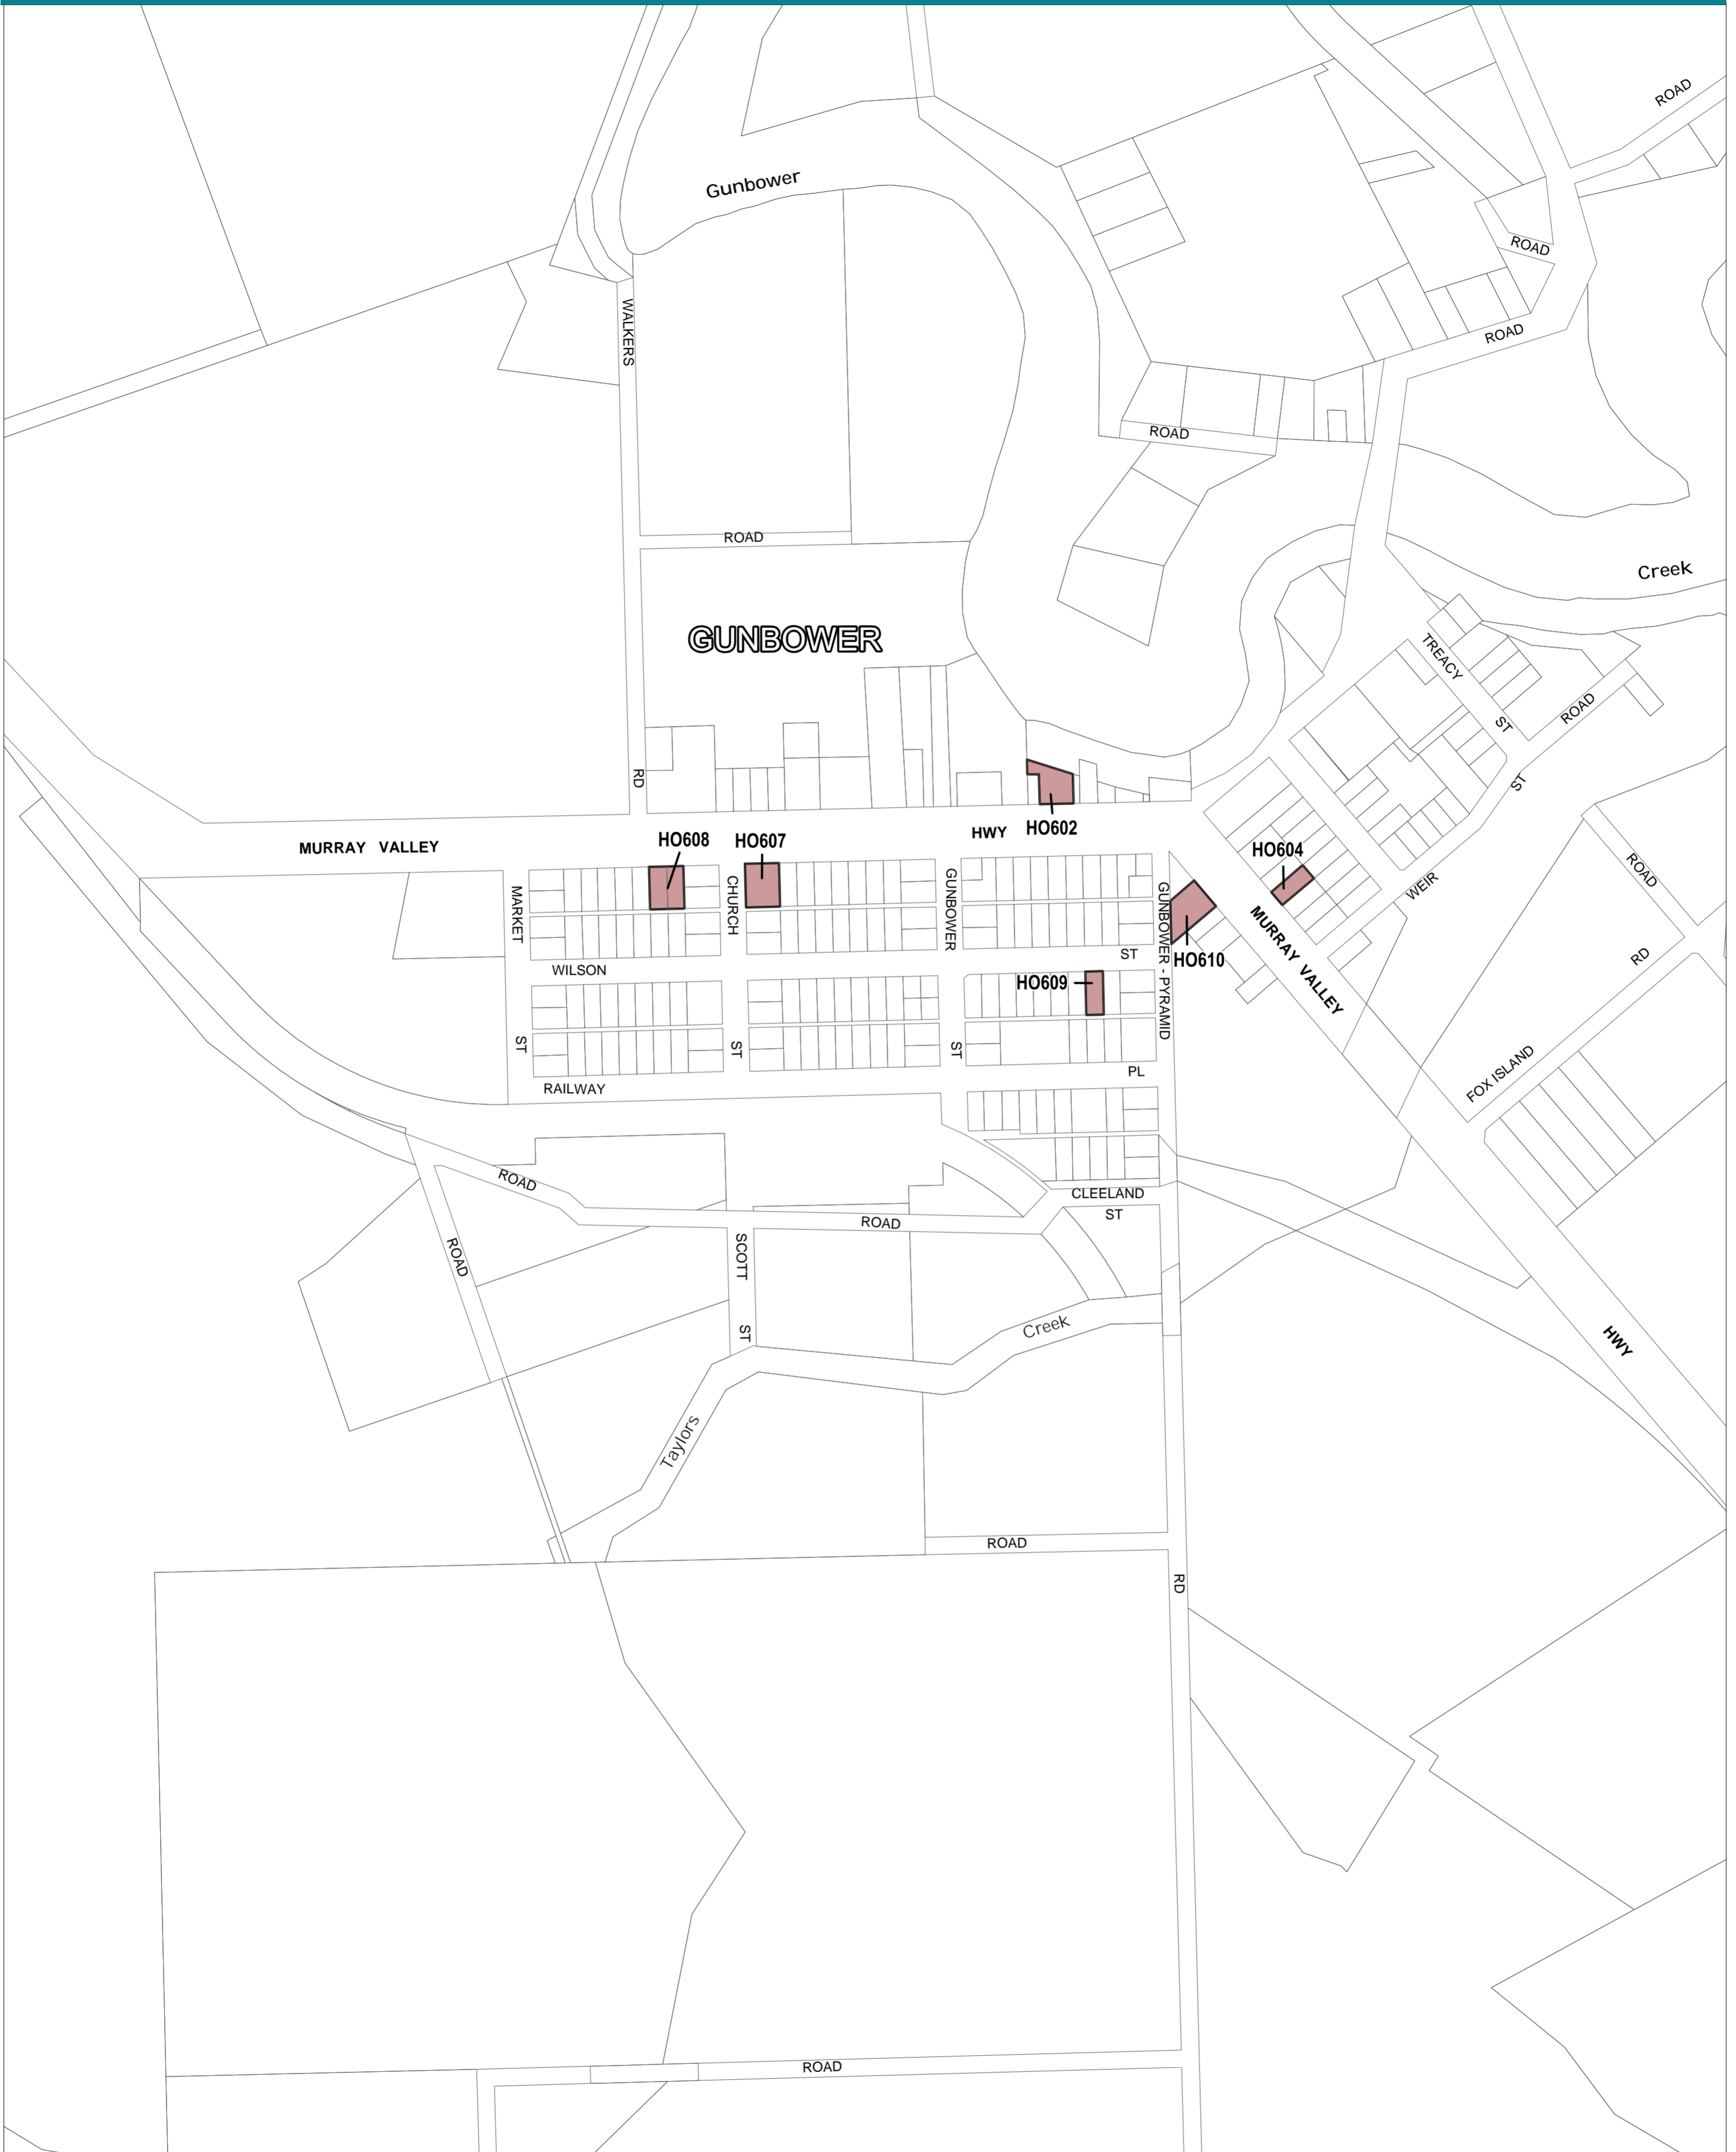 ROAD
Gunbower
ROAD
WALKERS
ROAD
ROAD
ROAD
Creek
GUNBOWER
TREACY
ST
ROAD
RD
ST
MURRAY VALLEY
HWY
HO602
HO608
HO607
HO604
MARKET
CHURCH
GUNBOWER
GUNBOWER - PYRAMID
WEIR
ROAD
MURRAY VALLEY
HO610
RD
WILSON
ST
HO609
ST
ST
ST
RAILWAY
PL
FOX ISLAND
ROAD
CLEELAND
ST
ROAD
ROAD
SCOTT
ST
Creek
HWY
Taylors
ROAD
RD
ROAD